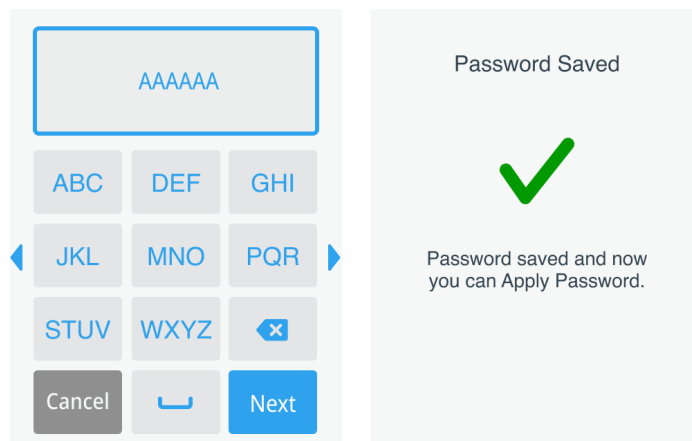 AAAAAA
ABC DEF GHI
JKL MNO PQR
STUV WXYZ
Cancel Next
Password Saved
Password saved and now
you can Apply Password.